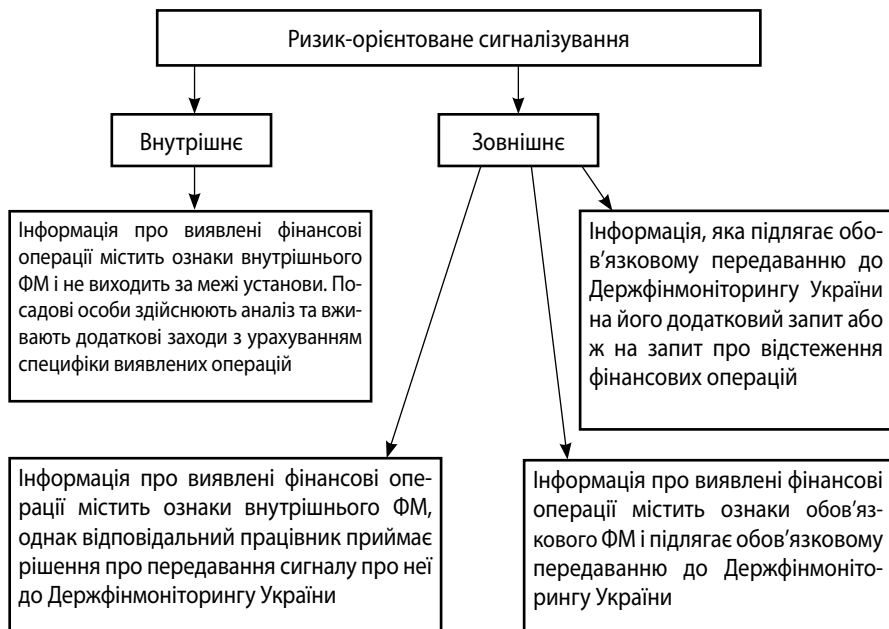 Ризик-орієнтоване сигналізування
Внутрішнє
Зовнішнє
Інформація про виявлені фінансові
операції містить ознаки внутрішнього
ФМ і не виходить за межі установи. По-
садові особи здійснюють аналіз та вжи-
вають додаткові заходи з урахуванням
специфіки виявлених операцій
Інформація, яка підлягає обо-
в’язковому передаванню до
Держфінмоніторингу України
на його додатковий запит або
ж на запит про відстеження
фінансових операцій
Інформація про виявлені фінансові опе-
рації містить ознаки внутрішнього ФМ,
однак відповідальний працівник приймає
рішення про передавання сигналу про неї
до Держфінмоніторингу України
Інформація про виявлені фінансові
операції містить ознаки обов’яз-
кового ФМ і підлягає обов’язковому
передаванню до Держфінмоніто-
рингу України